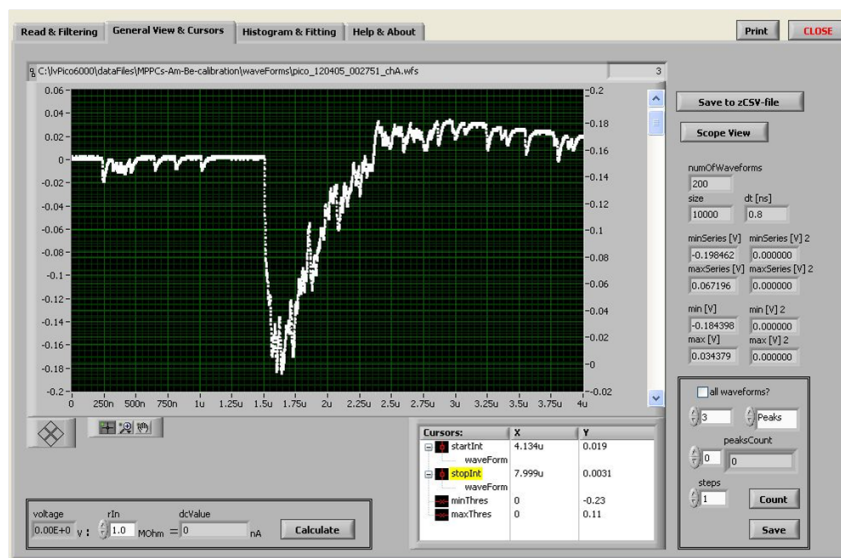 Read & Filtering General View & Cursors Histogram & Fitting Help & About Print CLOSE
C:\lvPico6000\dataFiles\MPPCs-Am-Be-calibration\waveForms\pico_120405_002751_chA.wfs 3
0.06
0.04
0.02
0
-0.02
-0.04
-0.06
-0.08
-0.1
-0.12
-0.14
-0.16
-0.18
-0.2
-0.2
-0.18
-0.16
-0.14
-0.12
-0.1
-0.08
-0.06
-0.04
-0.02
-0
-0.02
0 250n 500n 750n 1u 1.25u 1.5u 1.75u 2u 2.25u 2.5u 2.75u 3u 3.25u 3.5u 3.75u 4u
Save to zCSV-file
Scope View
numOfWaveforms
200
size dt [ns]
10000 0.8
minSeries [V] minSeries [V] 2
-0.198462 0.000000
maxSeries [V] maxSeries [V] 2
0.067196 0.000000
min [V] min [V] 2
-0.184398 0.000000
max [V] max [V] 2
0.034379 0.000000
all waveforms?
3 Peaks
peaksCount
0 0
steps
1 Count
Save
Cursors: X Y
startInt 4.134u 0.019
waveForm
stopInt 7.999u 0.0031
waveForm
minThres 0 -0.23
maxThres 0 0.11
voltage rIn dcValue
0.00E+0 V : 1.0 MOhm = 0 nA Calculate